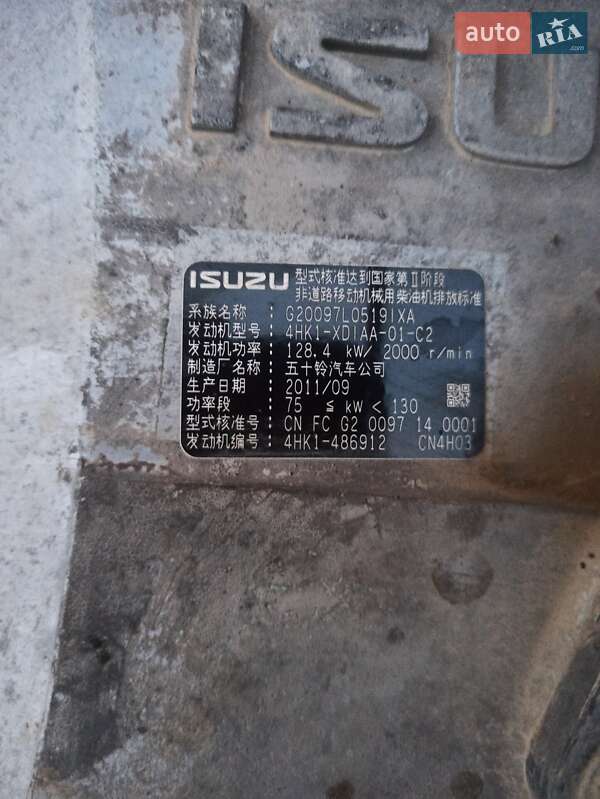 auto RIA.com
ISU
ISUZU 型式核准达到国家第Ⅱ阶段
非道路移动机械用柴油机排放标准
系族名称: G20097L0519IXA
发动机型号: 4HK1-XDIAA-01-C2
发动机功率: 128.4 kW/ 2000 r/min
制造厂名称: 五十铃汽车公司
生产日期: 2011/09
功率段: 75 ≦ kW < 130
型式核准号: CN FC G2 0097 14 0001
发动机编号: 4HK1-486912 CN4H03